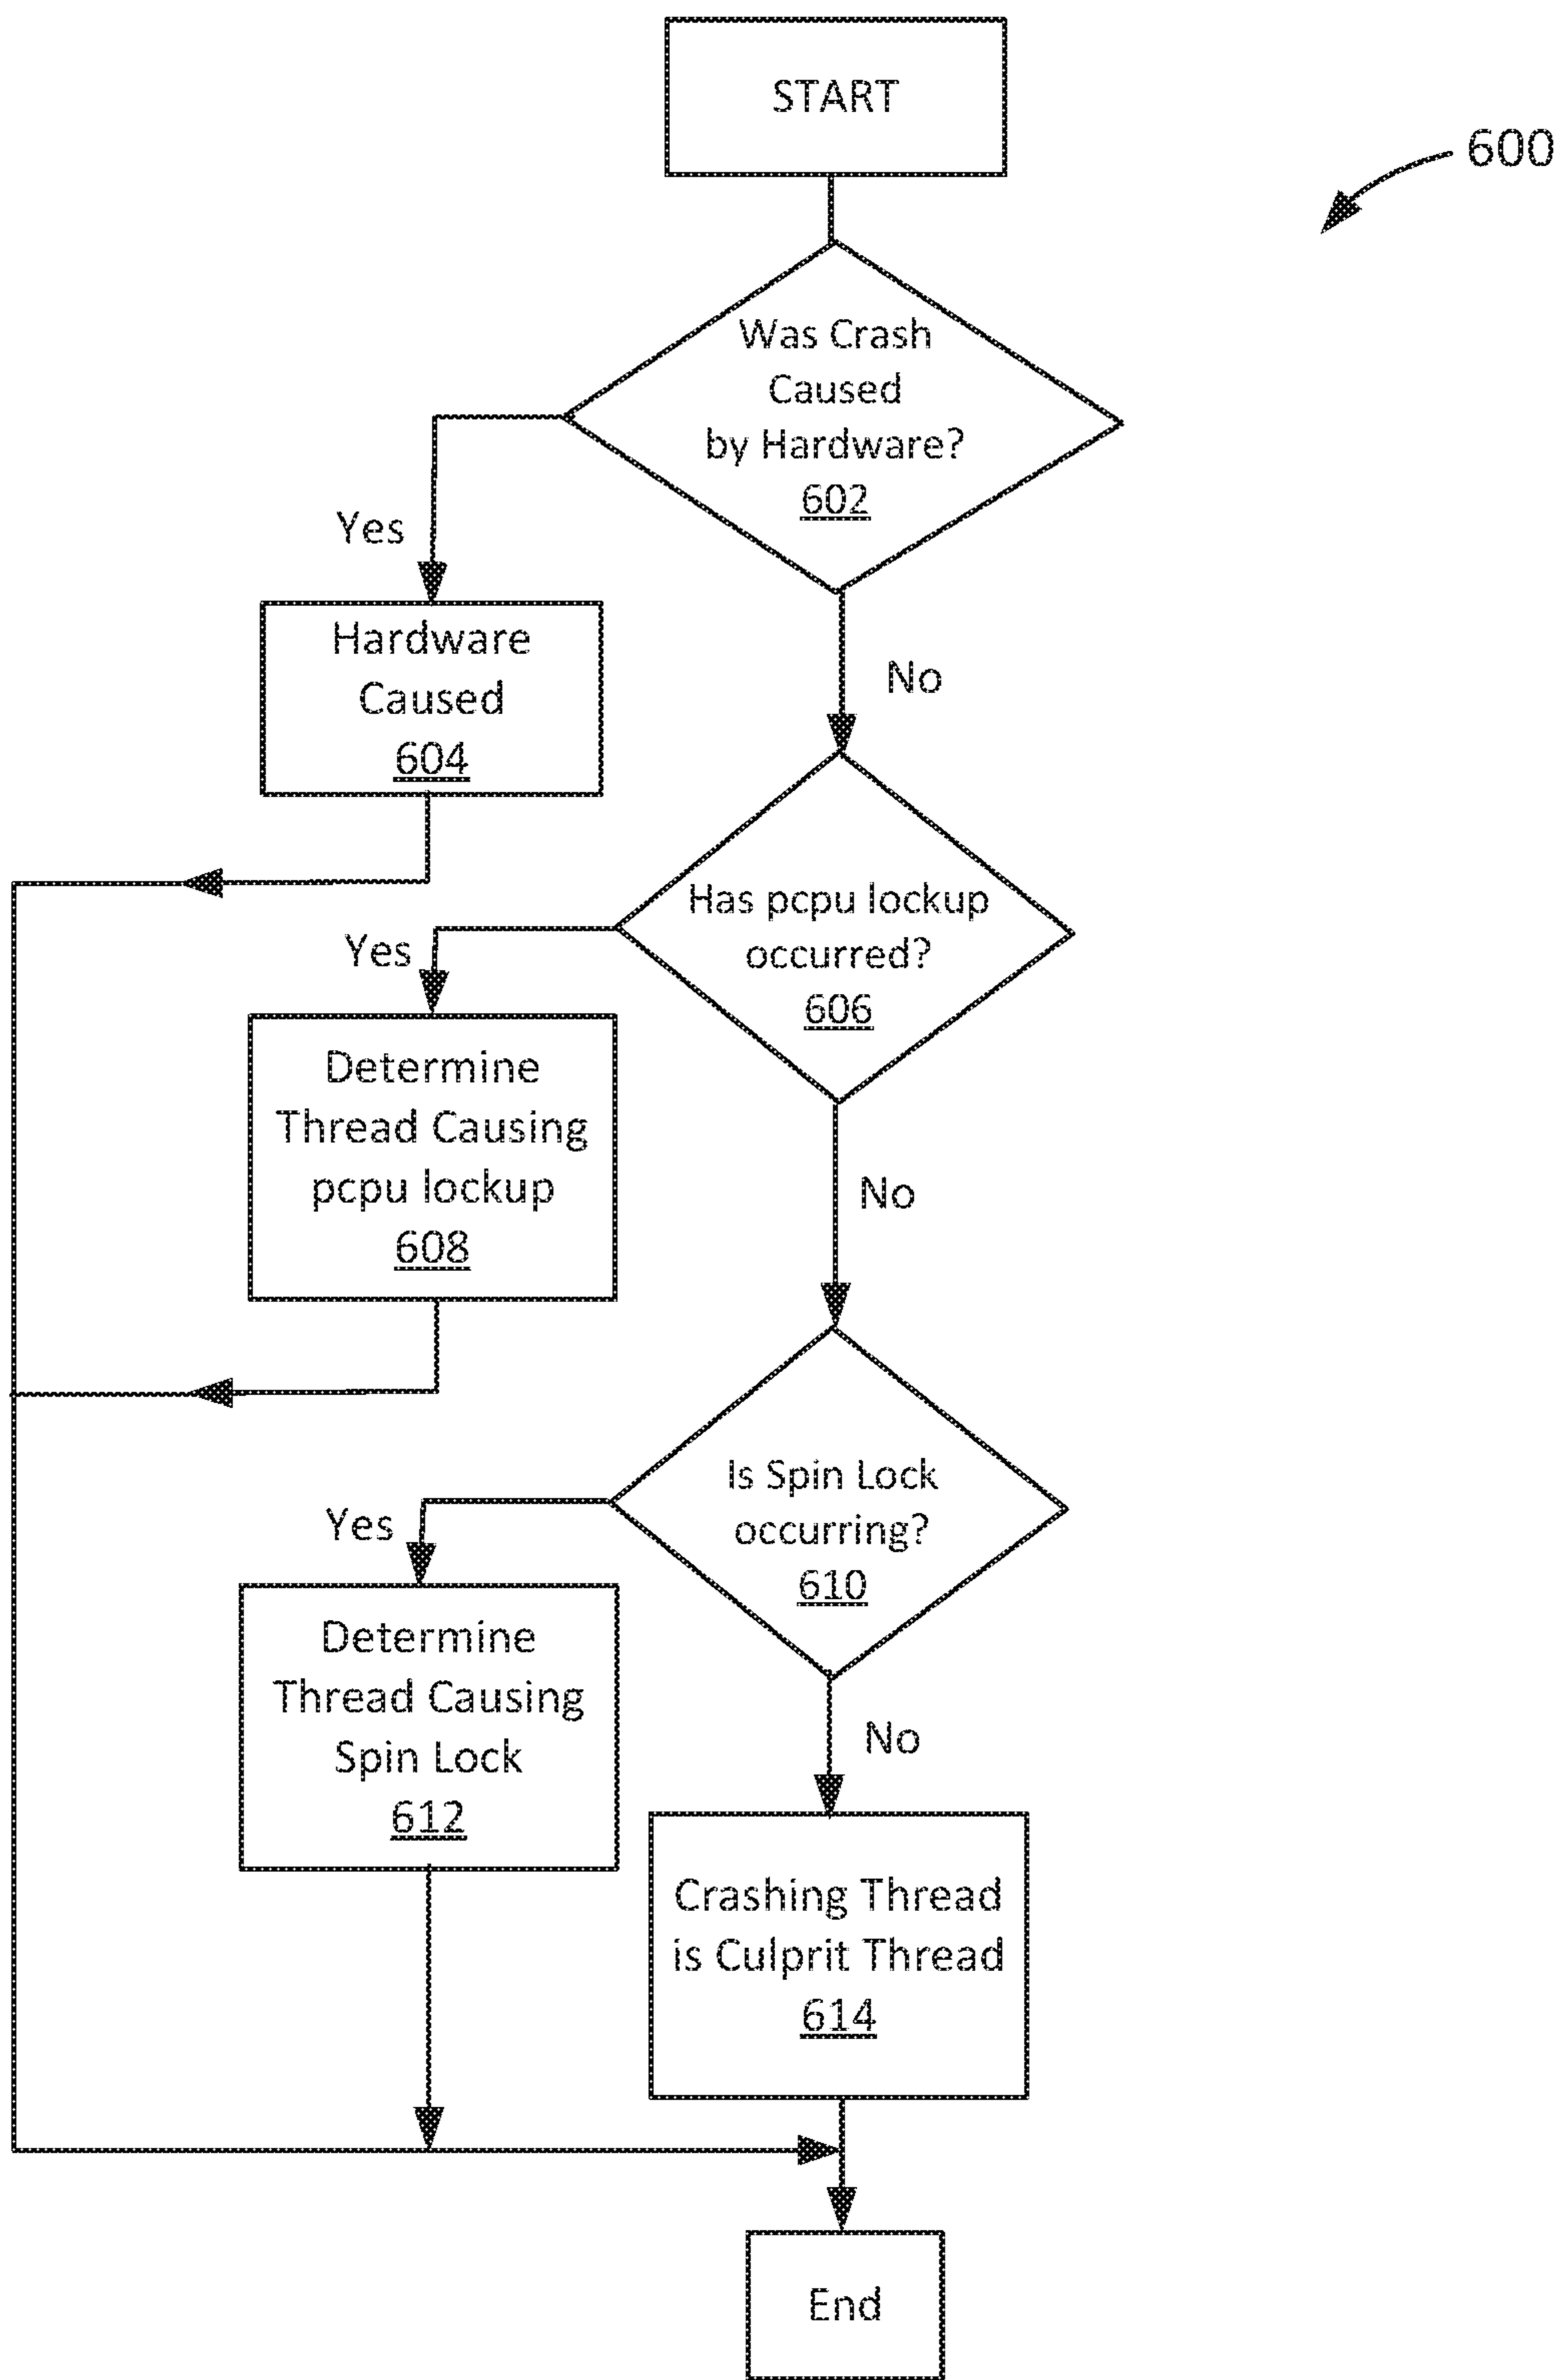 START
600
Was Crash
Caused
by Hardware?
602
Yes
Hardware
Caused
604
No
Has pcpu lockup
occurred?
606
Yes
Determine
Thread Causing
pcpu lockup
608
No
Is Spin Lock
occurring?
610
Yes
Determine
Thread Causing
Spin Lock
612
No
Crashing Thread
is Culprit Thread
614
End